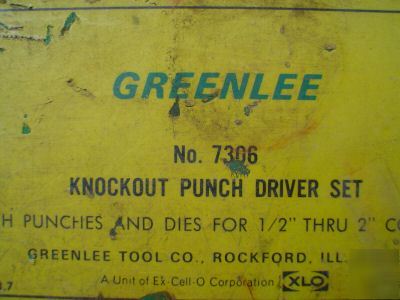 GREENLEE
No. 7306
KNOCKOUT PUNCH DRIVER SET
H PUNCHES AND DIES FOR 1/2" THRU 2" CO
GREENLEE TOOL CO., ROCKFORD, ILL.
A Unit of Ex-Cell-O Corporation XLO